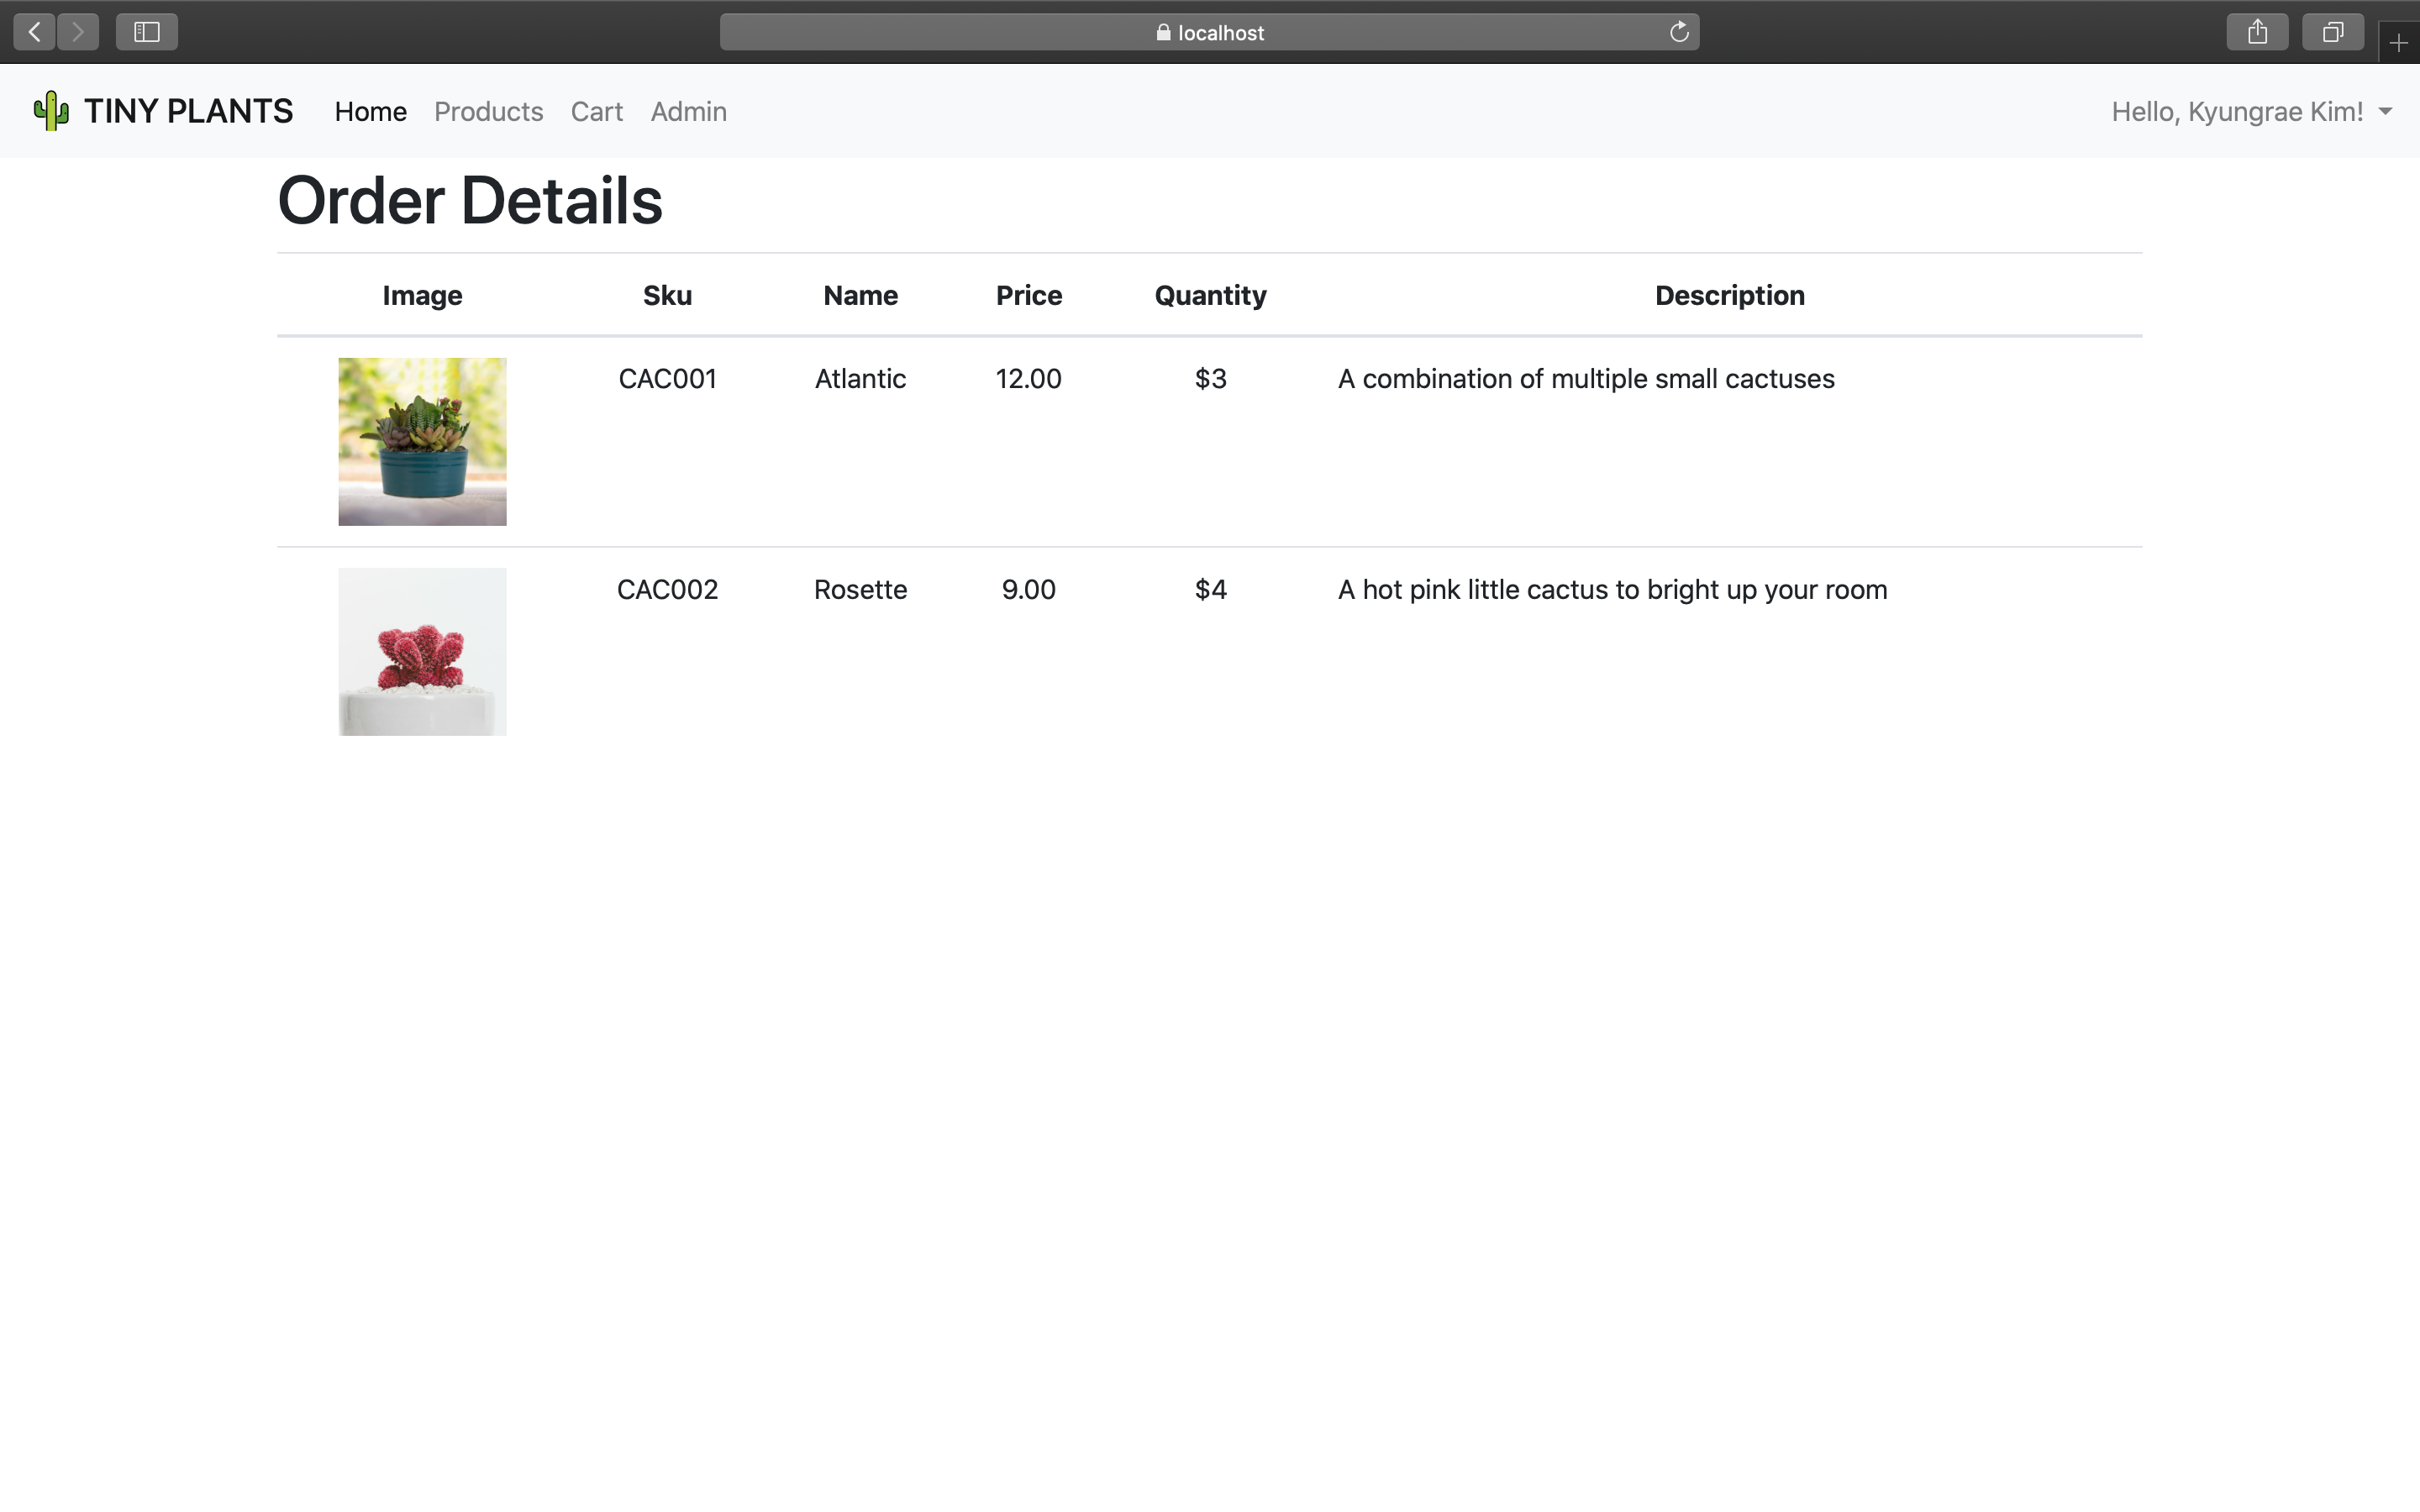 localhost
TINY PLANTS Home Products Cart Admin Hello, Kyungrae Kim!
Order Details
Image Sku Name Price Quantity Description
CAC001 Atlantic 12.00 $3 A combination of multiple small cactuses
CAC002 Rosette 9.00 $4 A hot pink little cactus to bright up your room